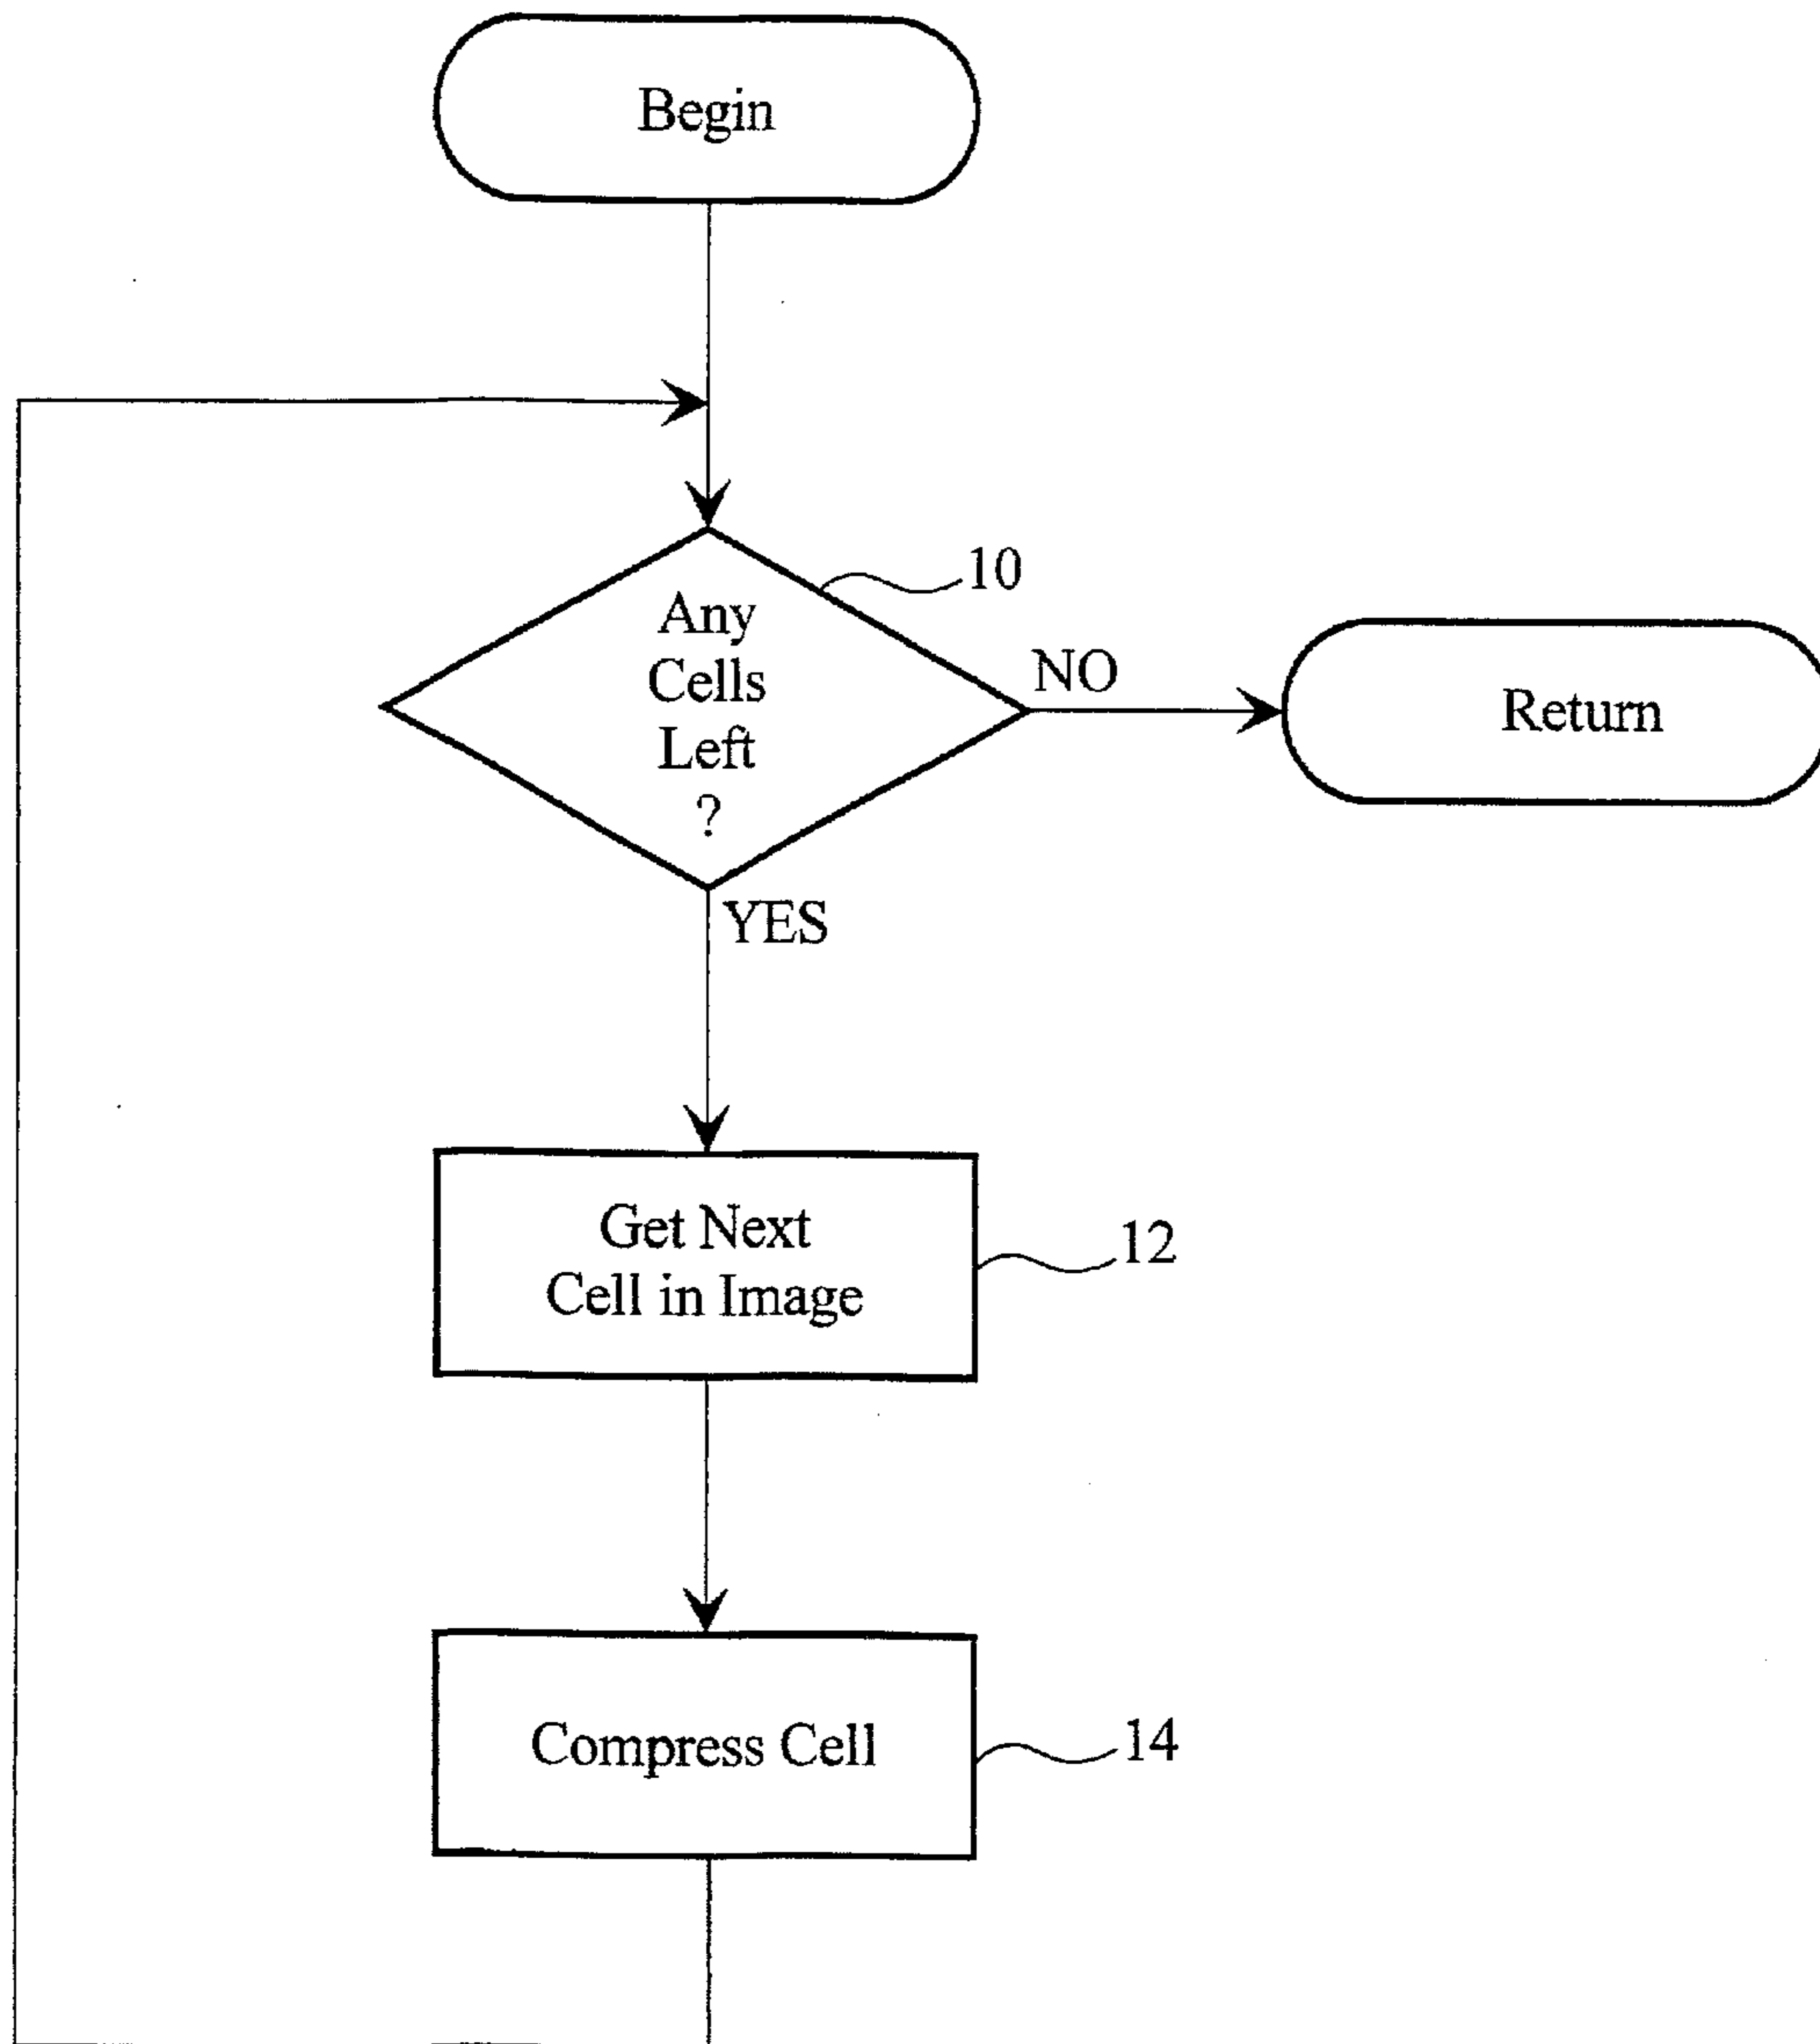 Begin
10
Any
Cells
Left
?
NO
Return
YES
Get Next
Cell in Image
12
Compress Cell
14